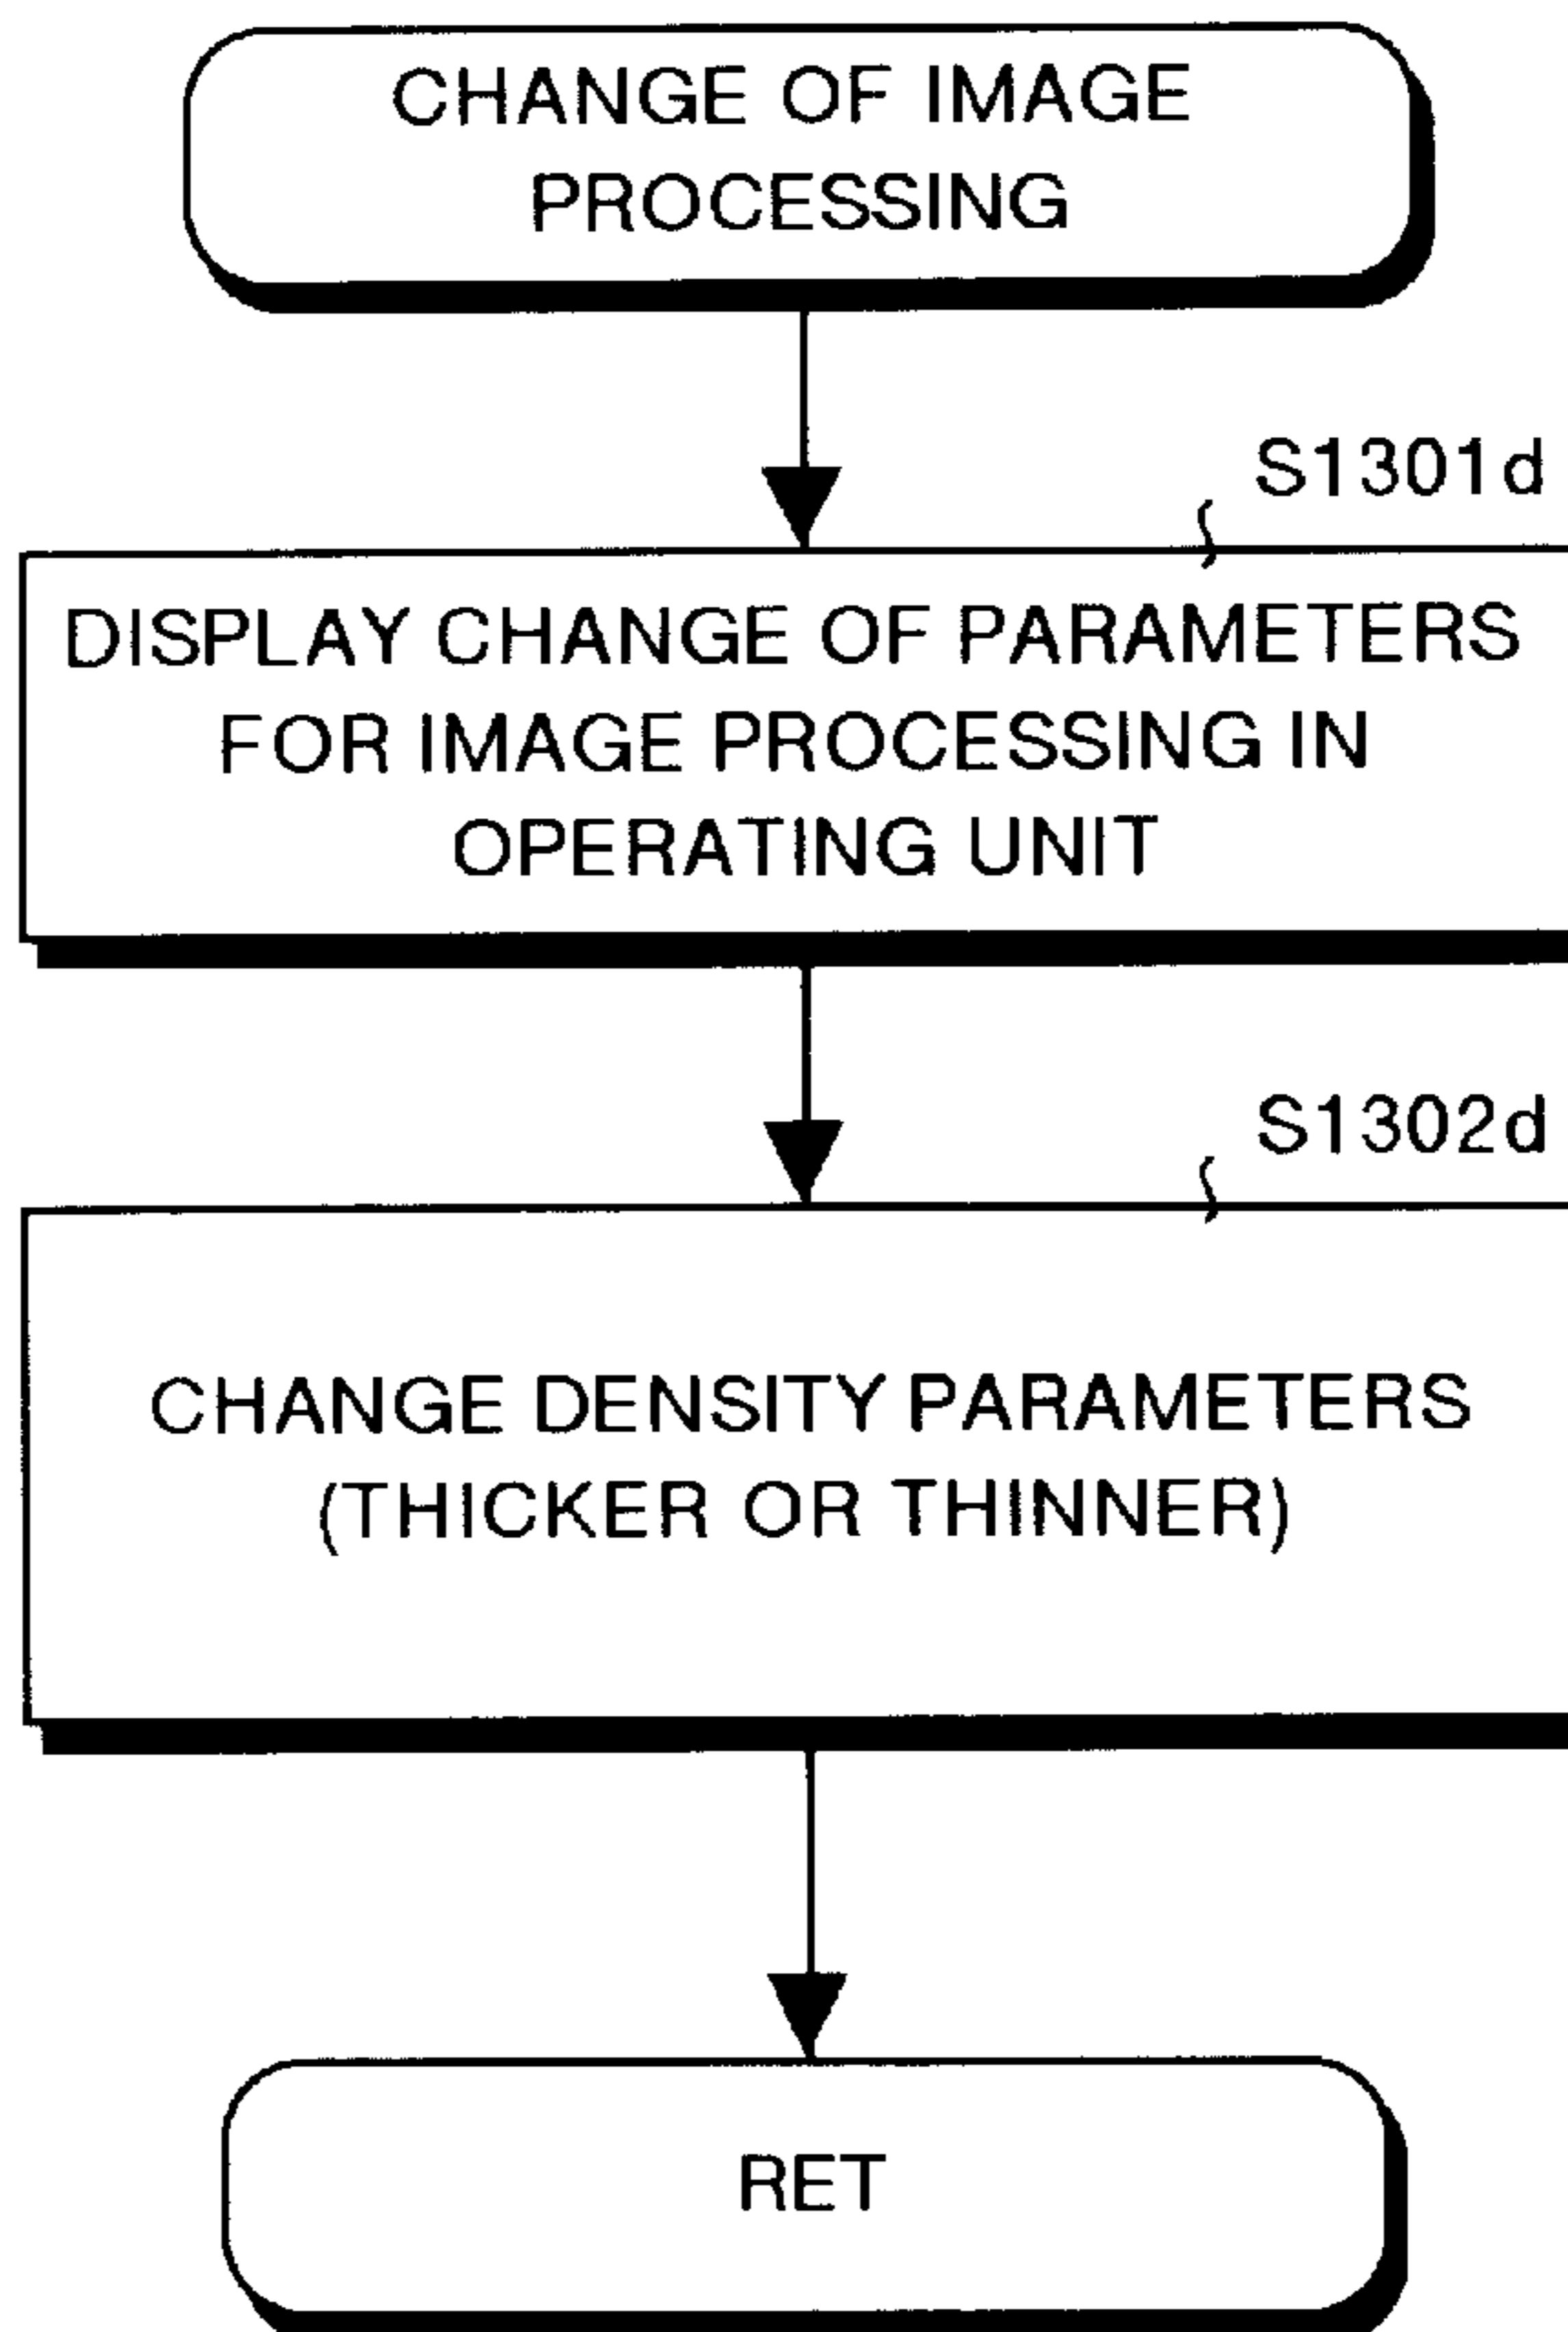 CHANGE OF IMAGE
PROCESSING
S1301d
DISPLAY CHANGE OF PARAMETERS
FOR IMAGE PROCESSING IN
OPERATING UNIT
S1302d
CHANGE DENSITY PARAMETERS
(THICKER OR THINNER)
RET